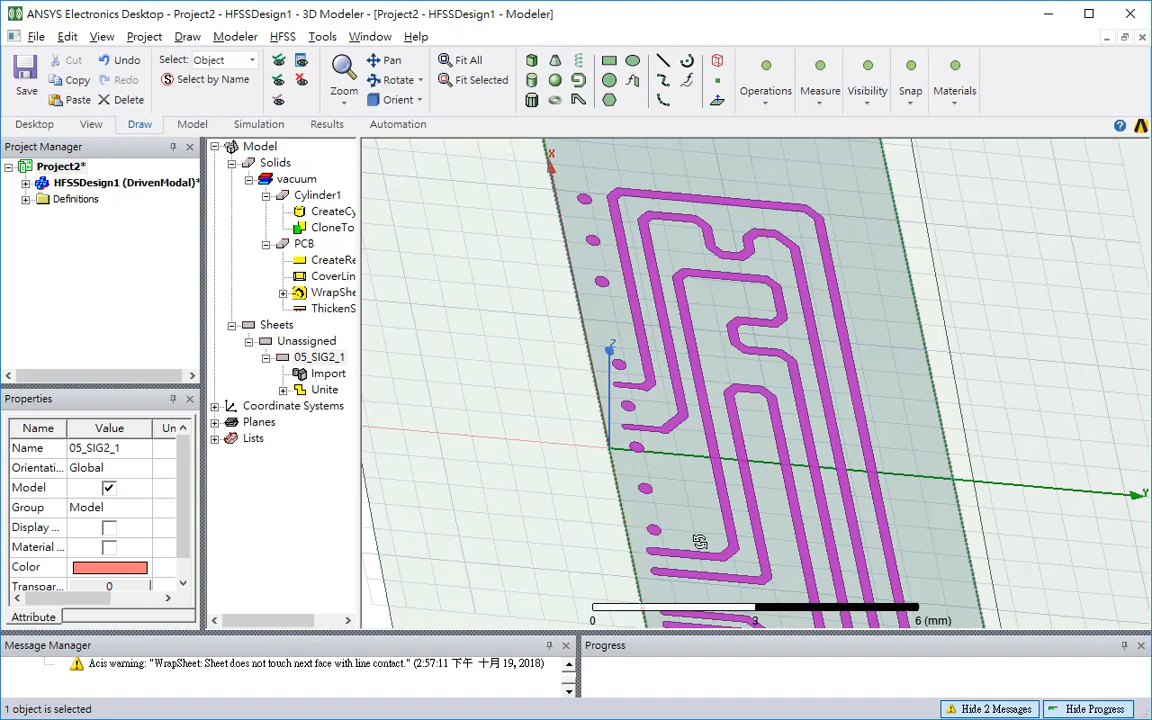 ANSYS Electronics Desktop - Project2 - HFSSDesign1 - 3D Modeler - [Project2 - HFSSDesign1 - Modeler]
File Edit View Project Draw Modeler HFSS Tools Window Help
Save
Cut
Copy
Paste
Undo
Redo
Delete
Select: Object
Select by Name
Zoom
Pan
Rotate
Orient
Fit All
Fit Selected
Operations
Measure
Visibility
Snap
Materials
Desktop View Draw Model Simulation Results Automation
Project Manager
Project2*
HFSSDesign1 (DrivenModal)*
Definitions
Properties
Name Value Un
Name 05_SIG2_1
Orientati... Global
Model
Group Model
Display ...
Material ...
Color
Transpar... 0
Attribute
Model
Solids
vacuum
Cylinder1
CreateCy
CloneTo
PCB
CreateRe
CoverLin
WrapShe
ThickenS
Sheets
Unassigned
05_SIG2_1
Import
Unite
Coordinate Systems
Planes
Lists
X
Z
Y
0 3 6 (mm)
Message Manager
Acis warning: "WrapSheet: Sheet does not touch next face with line contact." (2:57:11 下午 十月 19, 2018)
Progress
1 object is selected
Hide 2 Messages
Hide Progress